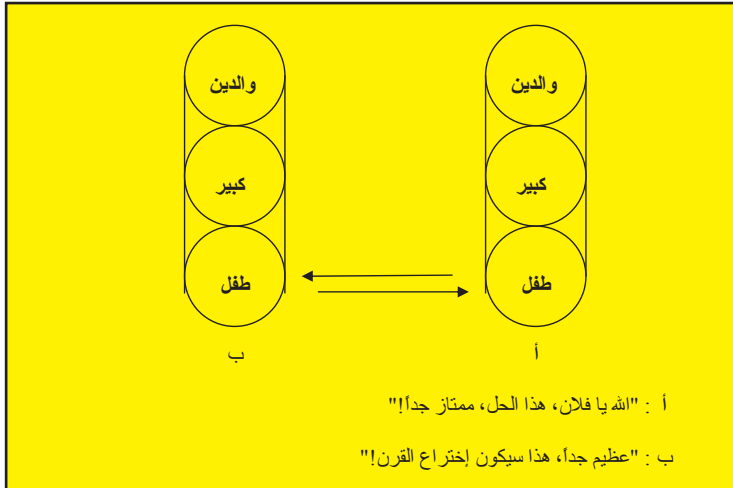 والدين والدين
كبير كبير
طفل طفل
أ ب
أ : "الله يا فلان، هذا الحل، ممتاز جداً!"
ب : "عظيم جداً، هذا سيكون إختراع القرن!"